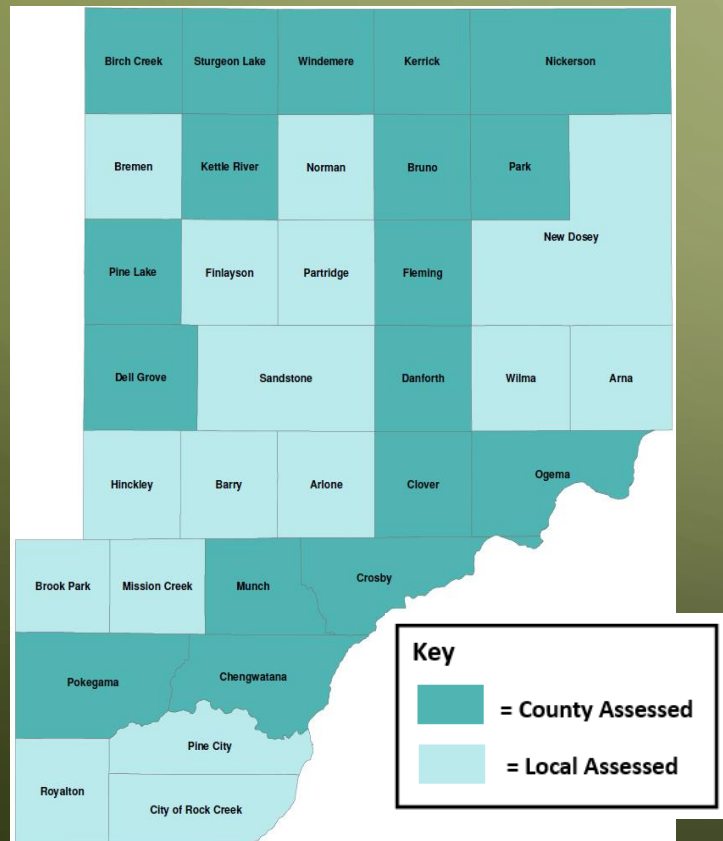 Birch Creek
Sturgeon Lake
Windemere
Kerrick
Nickerson
Bremen
Kettle River
Norman
Bruno
Park
New Dosey
Pine Lake
Finlayson
Partridge
Fleming
Dell Grove
Sandstone
Danforth
Wilma
Arna
Hinckley
Barry
Arlone
Clover
Ogema
Brook Park
Mission Creek
Munch
Crosby
Pokegama
Chengwatana
Pine City
Royalton
City of Rock Creek
Key
= County Assessed
= Local Assessed